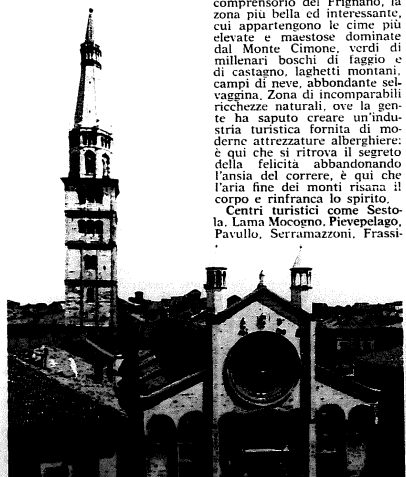 comprensorio del Frignano, la
zona più bella ed interessante,
cui appartengono le cime più
elevate e maestose dominate
dal Monte Cimone, verdi di
millenari boschi di faggio e
di castagno, laghetti montani,
campi di neve, abbondante sel-
vaggina. Zona di incomparabili
ricchezze naturali, ove la gen-
te ha saputo creare un'indu-
stria turistica fornita di mo-
derne attrezzature alberghiere:
è qui che si ritrova il segreto
della felicità abbandonando
l'ansia del correre, è qui che
l'aria fine dei monti risana il
corpo e rinfranca lo spirito.
Centri turistici come Sesto-
la, Lama Mocogno, Pievepelago,
Pavullo, Serramazzoni, Frassi-